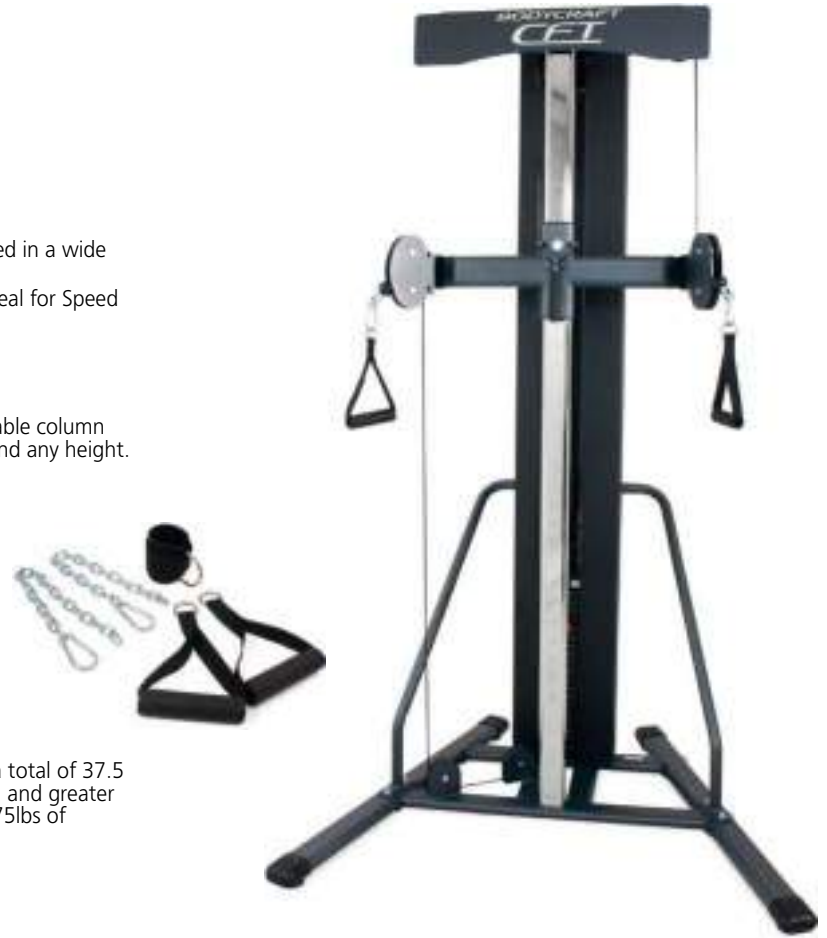 BODYCRAFT
CFT
ed in a wide
eal for Speed
able column
nd any height.
total of 37.5
and greater
75lbs of